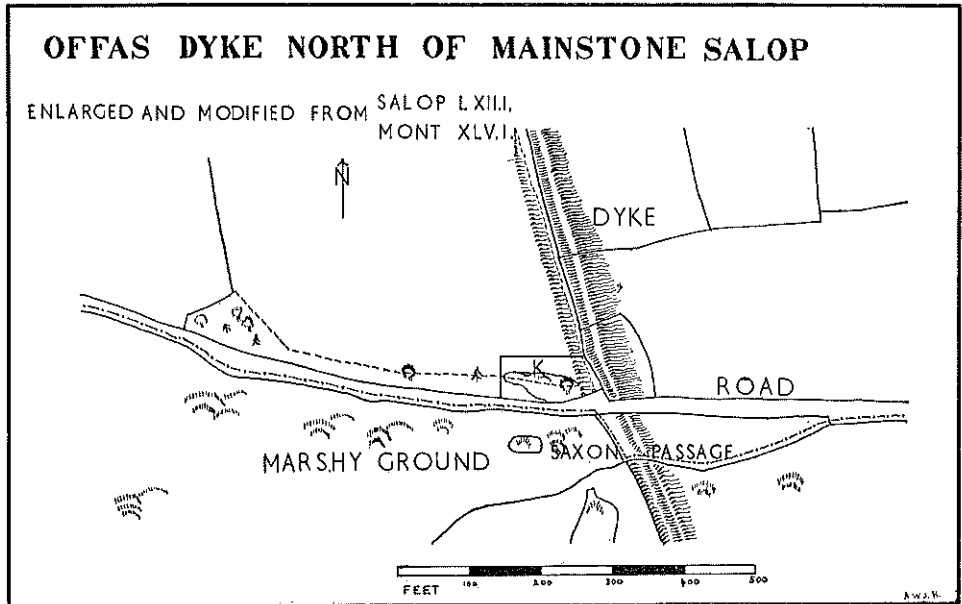 OFFAS DYKE NORTH OF MAINSTONE SALOP
ENLARGED AND MODIFIED FROM SALOP LXII.I,
MONT XLV.I.
N
DYKE
K
ROAD
SAXON PASSAGE
MARSHY GROUND
FEET 100 200 300 400 500
A.W.J.H.